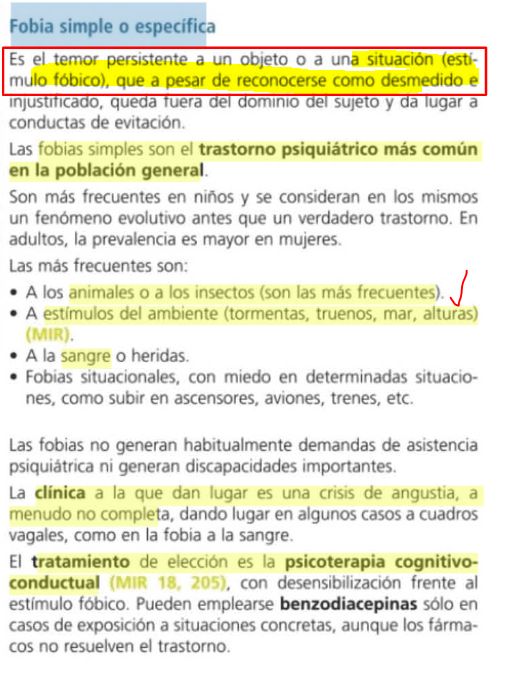 Fobia simple o específica
Es el temor persistente a un objeto o a una situación (estí-
mulo fóbico), que a pesar de reconocerse como desmedido e
injustificado, queda fuera del dominio del sujeto y da lugar a
conductas de evitación.
Las fobias simples son el trastorno psiquiátrico más común
en la población general.
Son más frecuentes en niños y se consideran en los mismos
un fenómeno evolutivo antes que un verdadero trastorno. En
adultos, la prevalencia es mayor en mujeres.
Las más frecuentes son:
• A los animales o a los insectos (son las más frecuentes).
• A estímulos del ambiente (tormentas, truenos, mar, alturas)
(MIR).
• A la sangre o heridas.
• Fobias situacionales, con miedo en determinadas situacio-
nes, como subir en ascensores, aviones, trenes, etc.
Las fobias no generan habitualmente demandas de asistencia
psiquiátrica ni generan discapacidades importantes.
La clínica a la que dan lugar es una crisis de angustia, a
menudo no completa, dando lugar en algunos casos a cuadros
vagales, como en la fobia a la sangre.
El tratamiento de elección es la psicoterapia cognitivo-
conductual (MIR 18, 205), con desensibilización frente al
estímulo fóbico. Pueden emplearse benzodiacepinas sólo en
casos de exposición a situaciones concretas, aunque los fárma-
cos no resuelven el trastorno.